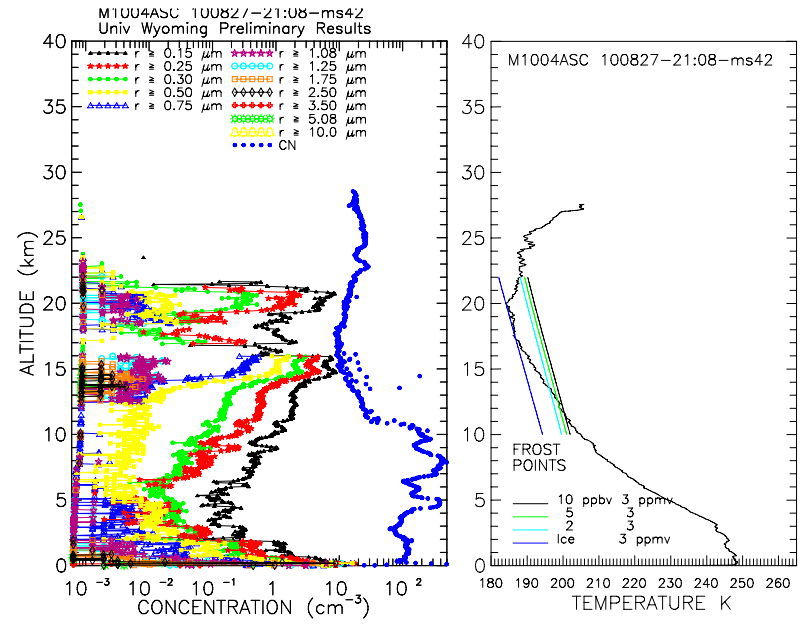 M1004ASC 100827-21:08-ms42
Univ Wyoming Preliminary Results
r ≧ 0.15 μm
r ≧ 0.25 μm
r ≧ 0.30 μm
r ≧ 0.50 μm
r ≧ 0.75 μm
r ≧ 1.08 μm
r ≧ 1.25 μm
r ≧ 1.75 μm
r ≧ 2.50 μm
r ≧ 3.50 μm
r ≧ 5.08 μm
r ≧ 10.0 μm
CN
40
35
30
25
20
15
10
5
0
ALTITUDE (km)
10⁻³ 10⁻² 10⁻¹ 1 10¹ 10²
CONCENTRATION (cm⁻³)
M1004ASC 100827-21:08-ms42
40
35
30
25
20
15
10
5
0
FROST
POINTS
10 ppbv 3 ppmv
5 3
2 3
Ice 3 ppmv
180 190 200 210 220 230 240 250 260
TEMPERATURE K